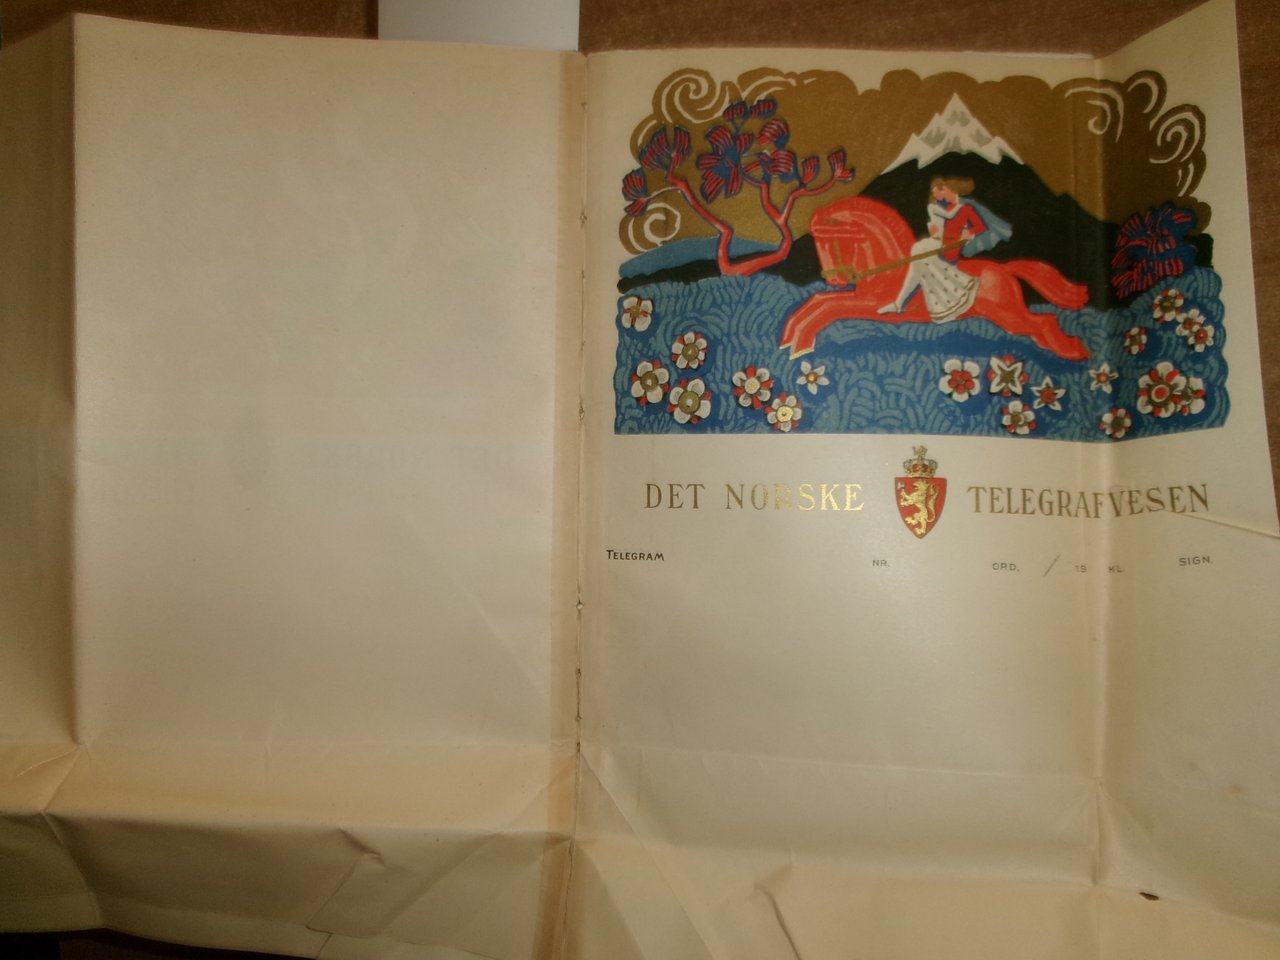 DET NORSKE TELEGRAFVESEN
TELEGRAM NR. ORD. / 19 KL. SIGN.